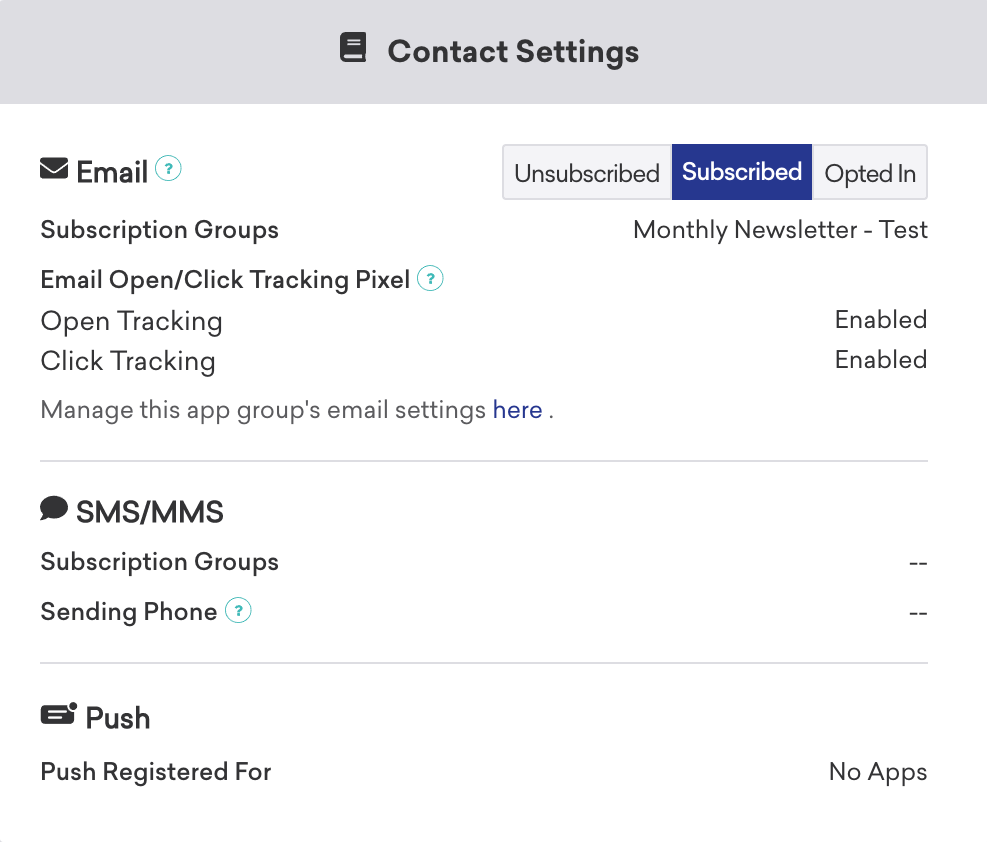 Contact Settings
Email ? Unsubscribed Subscribed Opted In
Subscription Groups Monthly Newsletter - Test
Email Open/Click Tracking Pixel ?
Open Tracking Enabled
Click Tracking Enabled
Manage this app group's email settings here .
SMS/MMS
Subscription Groups --
Sending Phone ? --
Push
Push Registered For No Apps